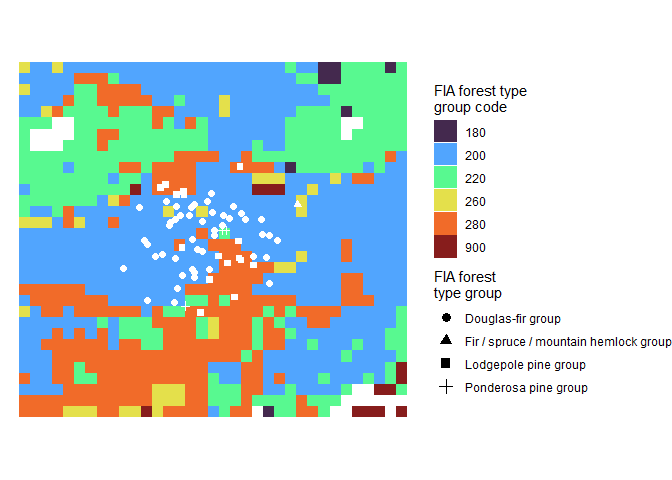 FIA forest type
group code
180
200
220
260
280
900
FIA forest
type group
Douglas-fir group
Fir / spruce / mountain hemlock group
Lodgepole pine group
Ponderosa pine group